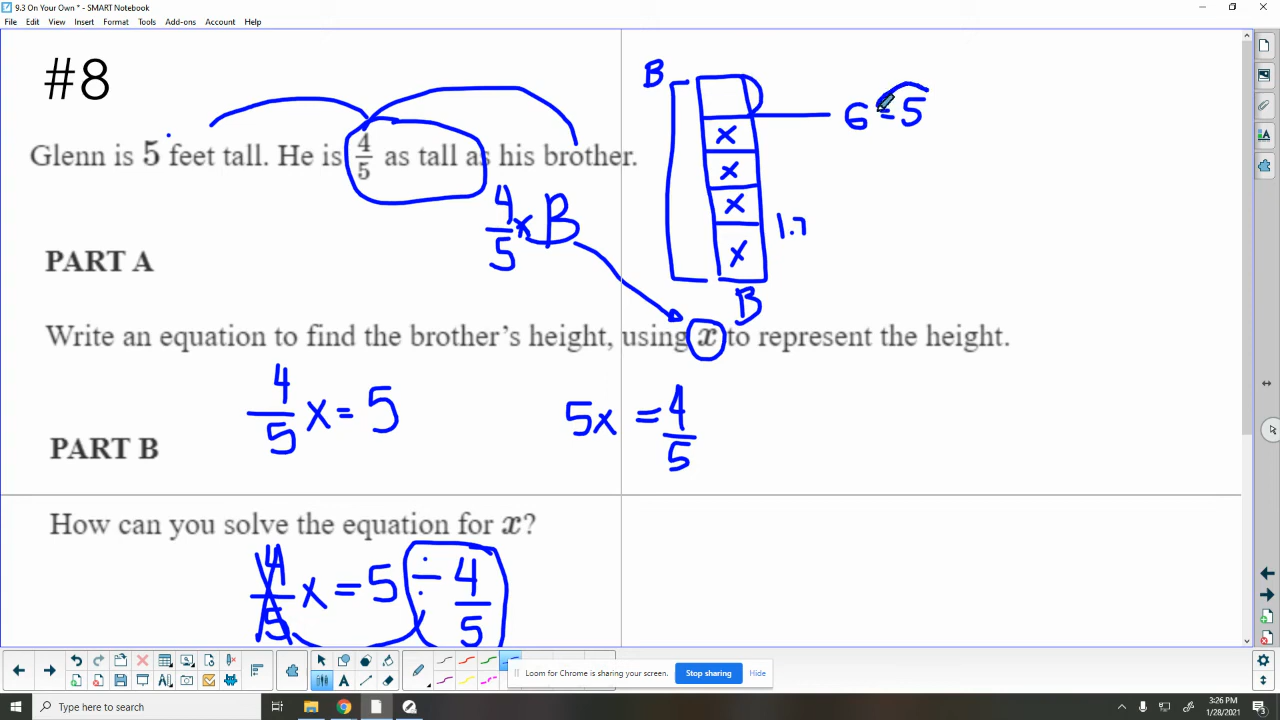 9.3 On Your Own * - SMART Notebook
File Edit View Insert Format Tools Add-ons Account Help
#8
B
6 = 5
Glenn is 5 feet tall. He is 4/5 as tall as his brother.
4/5 x B
1.7
B
PART A
Write an equation to find the brother's height, using x to represent the height.
4/5 x = 5
5x = 4/5
PART B
How can you solve the equation for x?
4/5 x = 5 ÷ 4/5
Loom for Chrome is sharing your screen. Stop sharing Hide
Type here to search
3:26 PM
1/28/2021